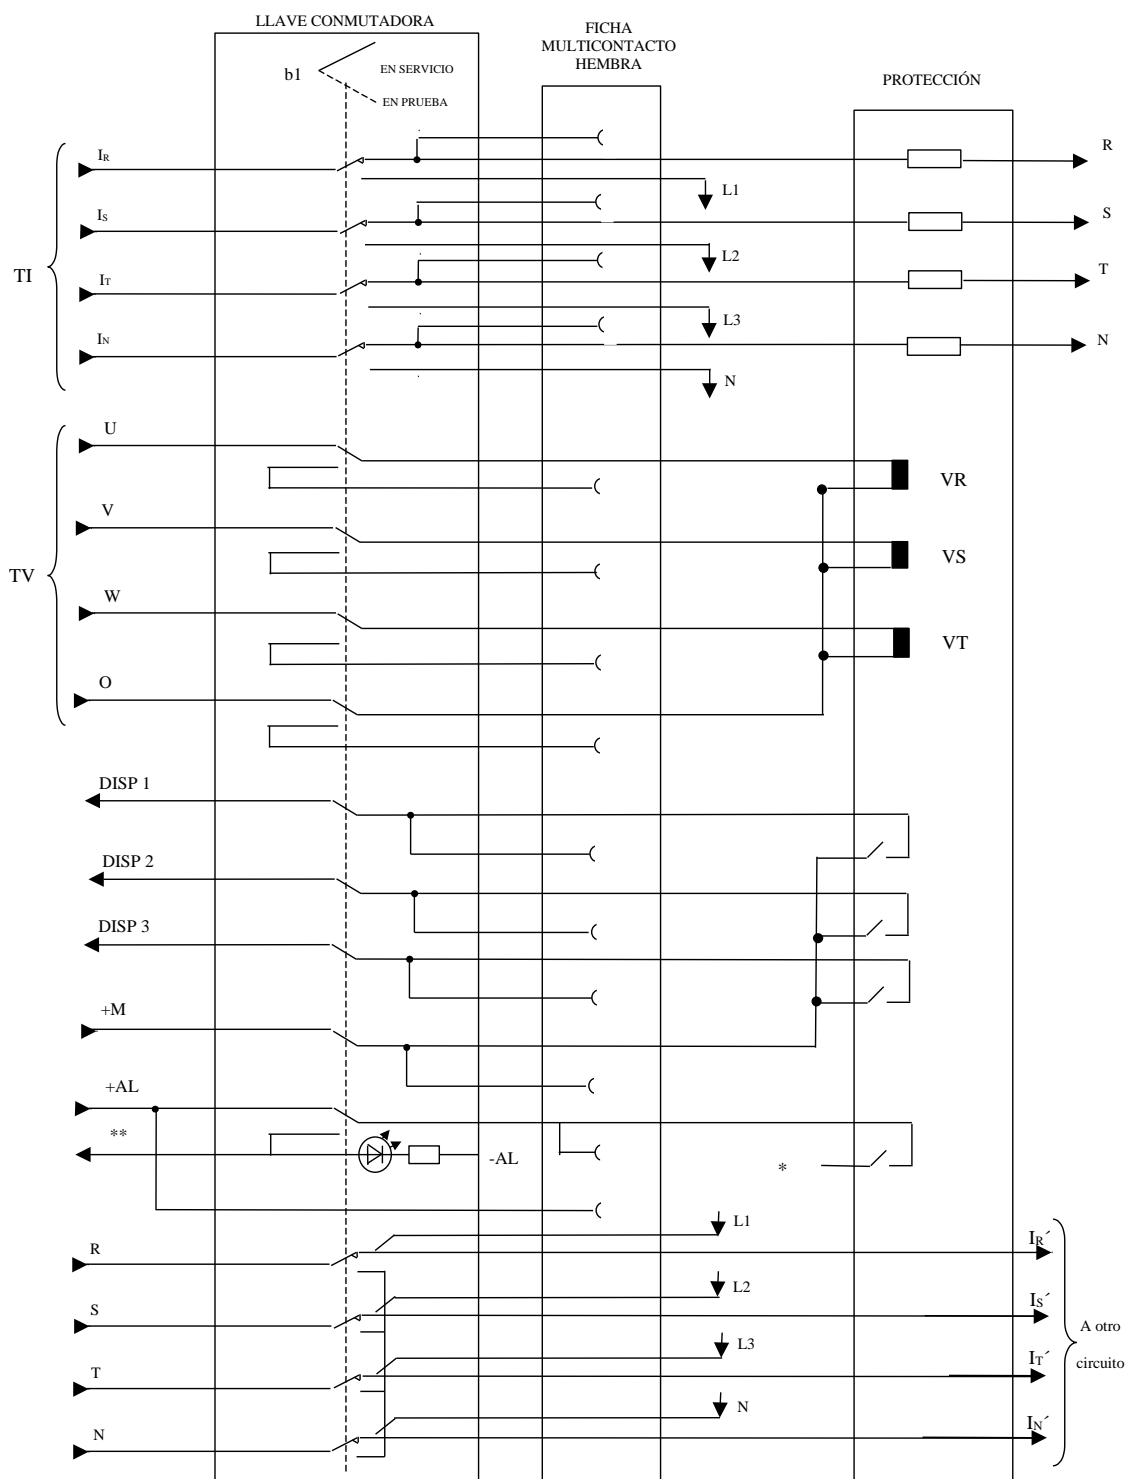 LLAVE CONMUTADORA
FICHA
MULTICONTACTO
HEMBRA
b1
EN SERVICIO
EN PRUEBA
PROTECCIÓN
TI
IR
R
L1
IS
S
L2
IT
T
L3
IN
N
N
TV
U
VR
V
VS
W
VT
O
DISP 1
DISP 2
DISP 3
+M
+AL
**
-AL
*
L1
R
IR´
L2
S
IS´
A otro
circuito
L3
T
IT´
N
N
IN´